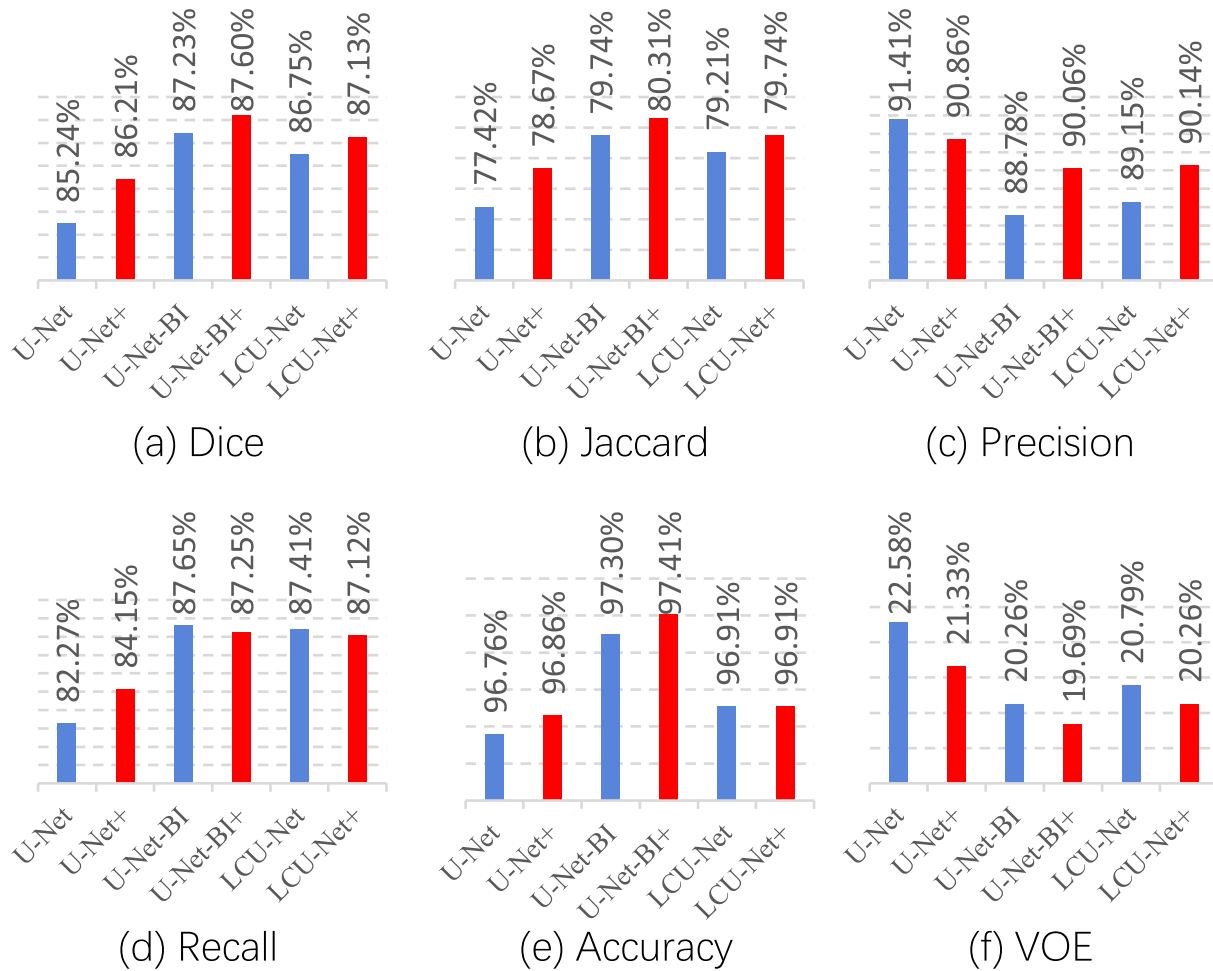 85.24%
86.21%
87.23%
87.60%
86.75%
87.13%
U-Net
U-Net+
U-Net-BI
U-Net-BI+
LCU-Net
LCU-Net+
(a) Dice
77.42%
78.67%
79.74%
80.31%
79.21%
79.74%
U-Net
U-Net+
U-Net-BI
U-Net-BI+
LCU-Net
LCU-Net+
(b) Jaccard
91.41%
90.86%
88.78%
90.06%
89.15%
90.14%
U-Net
U-Net+
U-Net-BI
U-Net-BI+
LCU-Net
LCU-Net+
(c) Precision
82.27%
84.15%
87.65%
87.25%
87.41%
87.12%
U-Net
U-Net+
U-Net-BI
U-Net-BI+
LCU-Net
LCU-Net+
(d) Recall
96.76%
96.86%
97.30%
97.41%
96.91%
96.91%
U-Net
U-Net+
U-Net-BI
U-Net-BI+
LCU-Net
LCU-Net+
(e) Accuracy
22.58%
21.33%
20.26%
19.69%
20.79%
20.26%
U-Net
U-Net+
U-Net-BI
U-Net-BI+
LCU-Net
LCU-Net+
(f) VOE